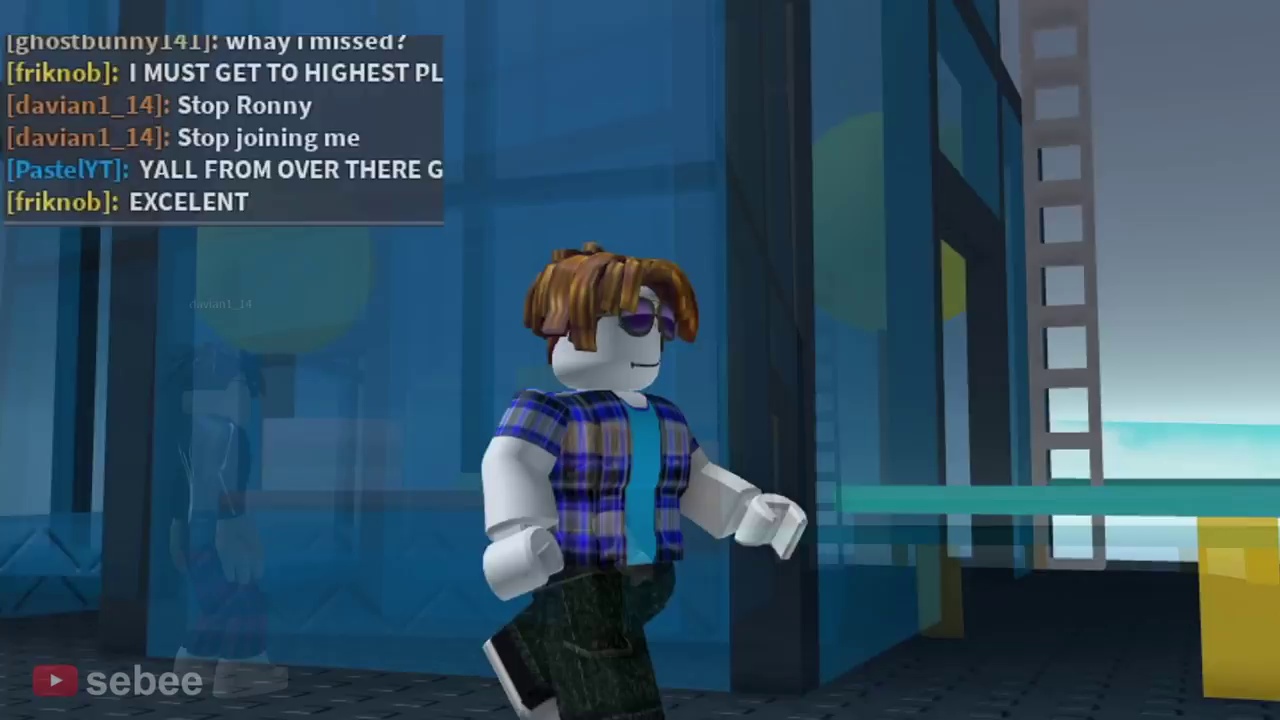 [ghostbunny141]: whay i missed?
[friknob]: I MUST GET TO HIGHEST PL
[davian1_14]: Stop Ronny
[davian1_14]: Stop joining me
[PastelYT]: YALL FROM OVER THERE G
[friknob]: EXCELENT
davian1_14
sebee